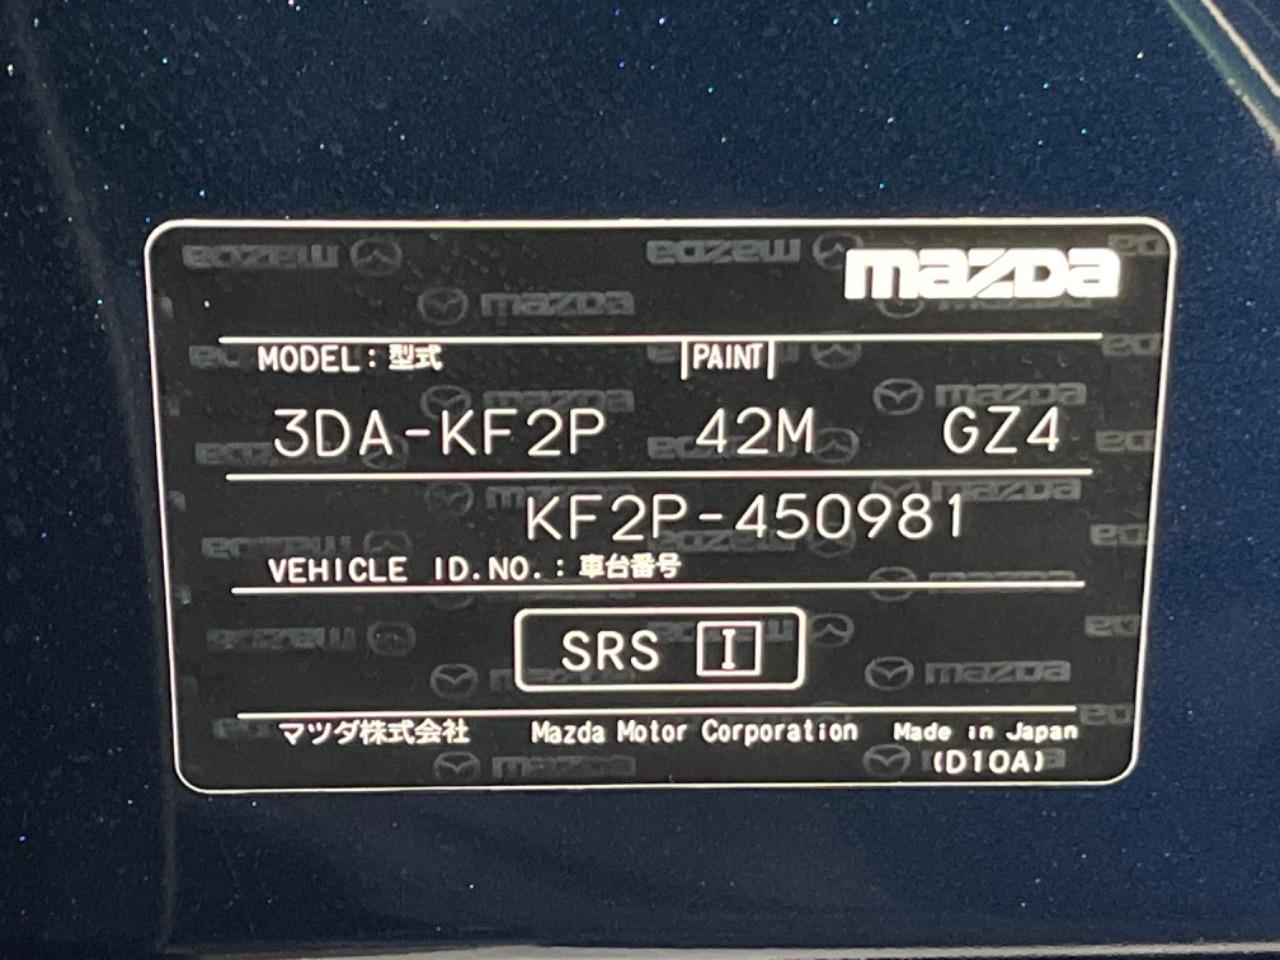 mazda
MODEL: 型式 PAINT
3DA-KF2P 42M GZ4
KF2P-450981
VEHICLE ID.NO.: 車台番号
SRS I
マツダ株式会社 Mazda Motor Corporation Made in Japan
(D10A)